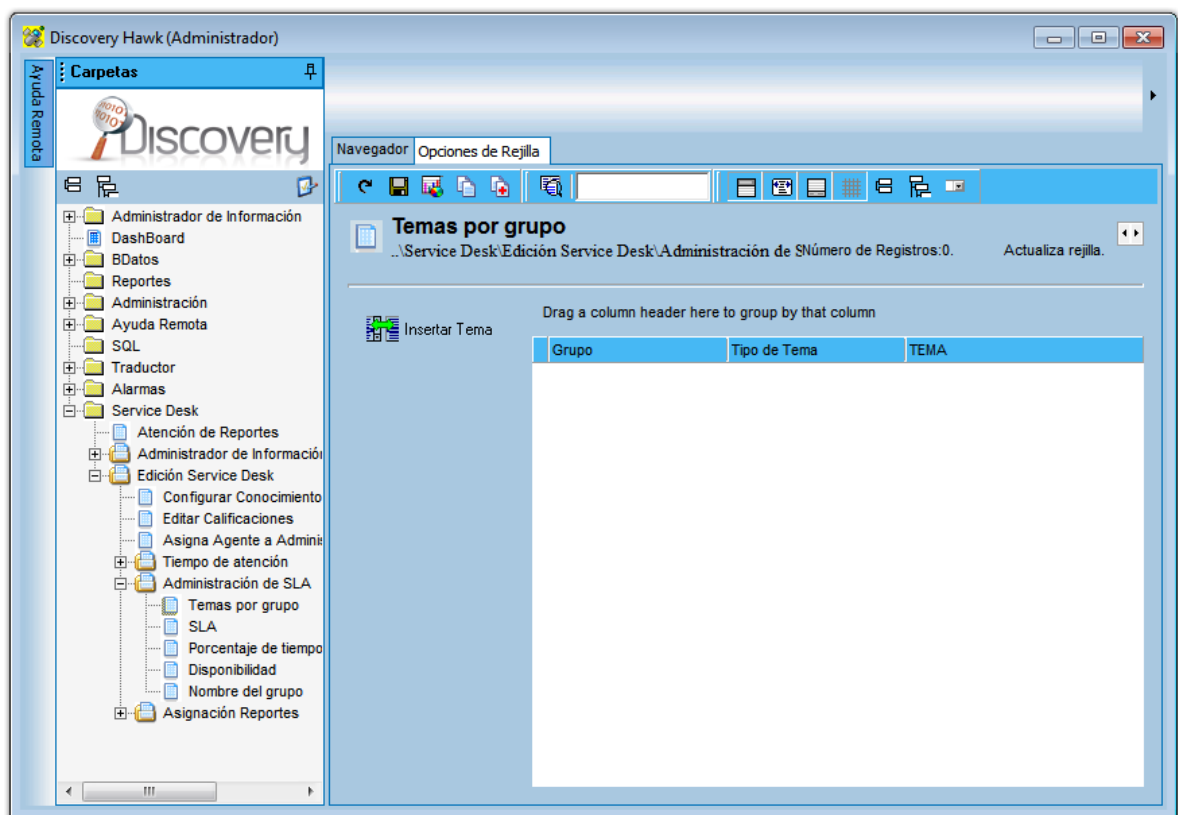 Discovery Hawk (Administrador)
Ayuda Remota
Carpetas
Discovery
Navegador Opciones de Rejilla
Administrador de Información
DashBoard
BDatos
Reportes
Administración
Ayuda Remota
SQL
Traductor
Alarmas
Service Desk
Atención de Reportes
Administrador de Informació
Edición Service Desk
Configurar Conocimiento
Editar Calificaciones
Asigna Agente a Adminis
Tiempo de atención
Administración de SLA
Temas por grupo
SLA
Porcentaje de tiempo
Disponibilidad
Nombre del grupo
Asignación Reportes
Temas por grupo
..\Service Desk\Edición Service Desk\Administración de SNúmero de Registros:0. Actualiza rejilla.
Insertar Tema
Drag a column header here to group by that column
Grupo Tipo de Tema TEMA